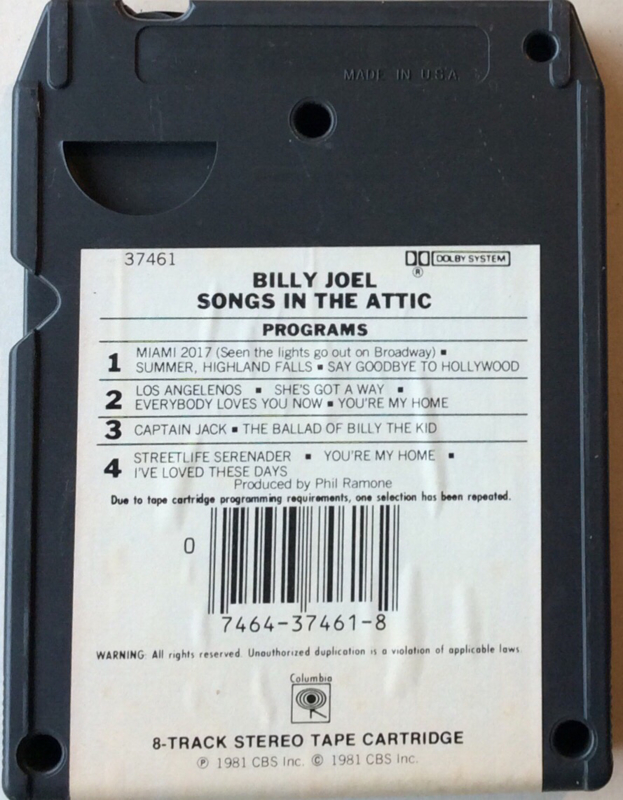 MADE IN U.S.A.
37461
DOLBY SYSTEM
®
BILLY JOEL
SONGS IN THE ATTIC
PROGRAMS
1 MIAMI 2017 (Seen the lights go out on Broadway) ▪
SUMMER, HIGHLAND FALLS ▪ SAY GOODBYE TO HOLLYWOOD
2 LOS ANGELENOS ▪ SHE'S GOT A WAY ▪
EVERYBODY LOVES YOU NOW ▪ YOU'RE MY HOME
3 CAPTAIN JACK ▪ THE BALLAD OF BILLY THE KID
4 STREETLIFE SERENADER ▪ YOU'RE MY HOME ▪
I'VE LOVED THESE DAYS
Produced by Phil Ramone
Due to tape cartridge programming requirements, one selection has been repeated.
0
7464-37461-8
WARNING: All rights reserved. Unauthorized duplication is a violation of applicable laws.
Columbia
8-TRACK STEREO TAPE CARTRIDGE
℗ 1981 CBS Inc. © 1981 CBS Inc.